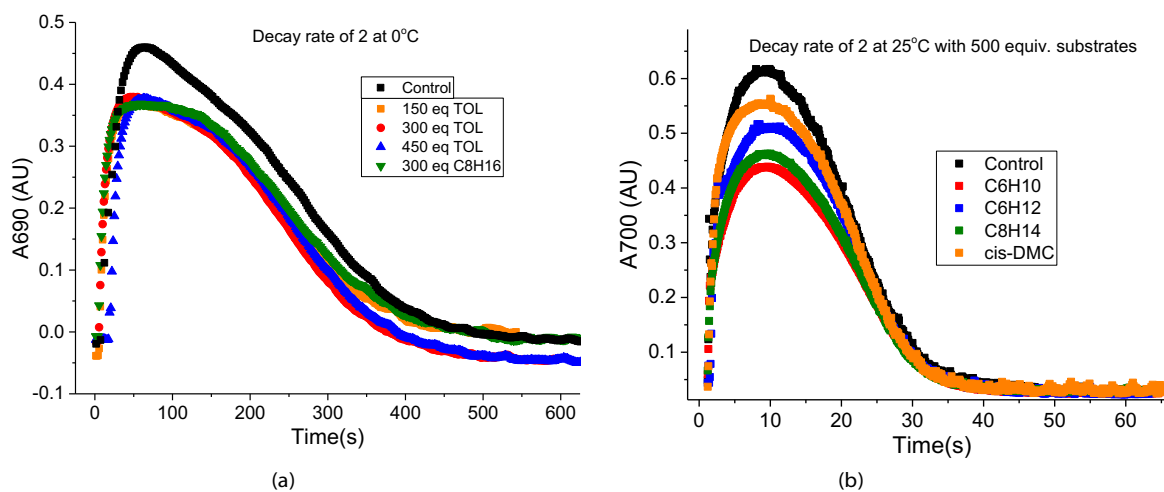 Decay rate of 2 at 0°C
Control
150 eq TOL
300 eq TOL
450 eq TOL
300 eq C8H16
A690 (AU)
0.5
0.4
0.3
0.2
0.1
0.0
-0.1
0 100 200 300 400 500 600
Time(s)
(a)
Decay rate of 2 at 25°C with 500 equiv. substrates
Control
C6H10
C6H12
C8H14
cis-DMC
A700 (AU)
0.6
0.5
0.4
0.3
0.2
0.1
0 10 20 30 40 50 60
Time(s)
(b)